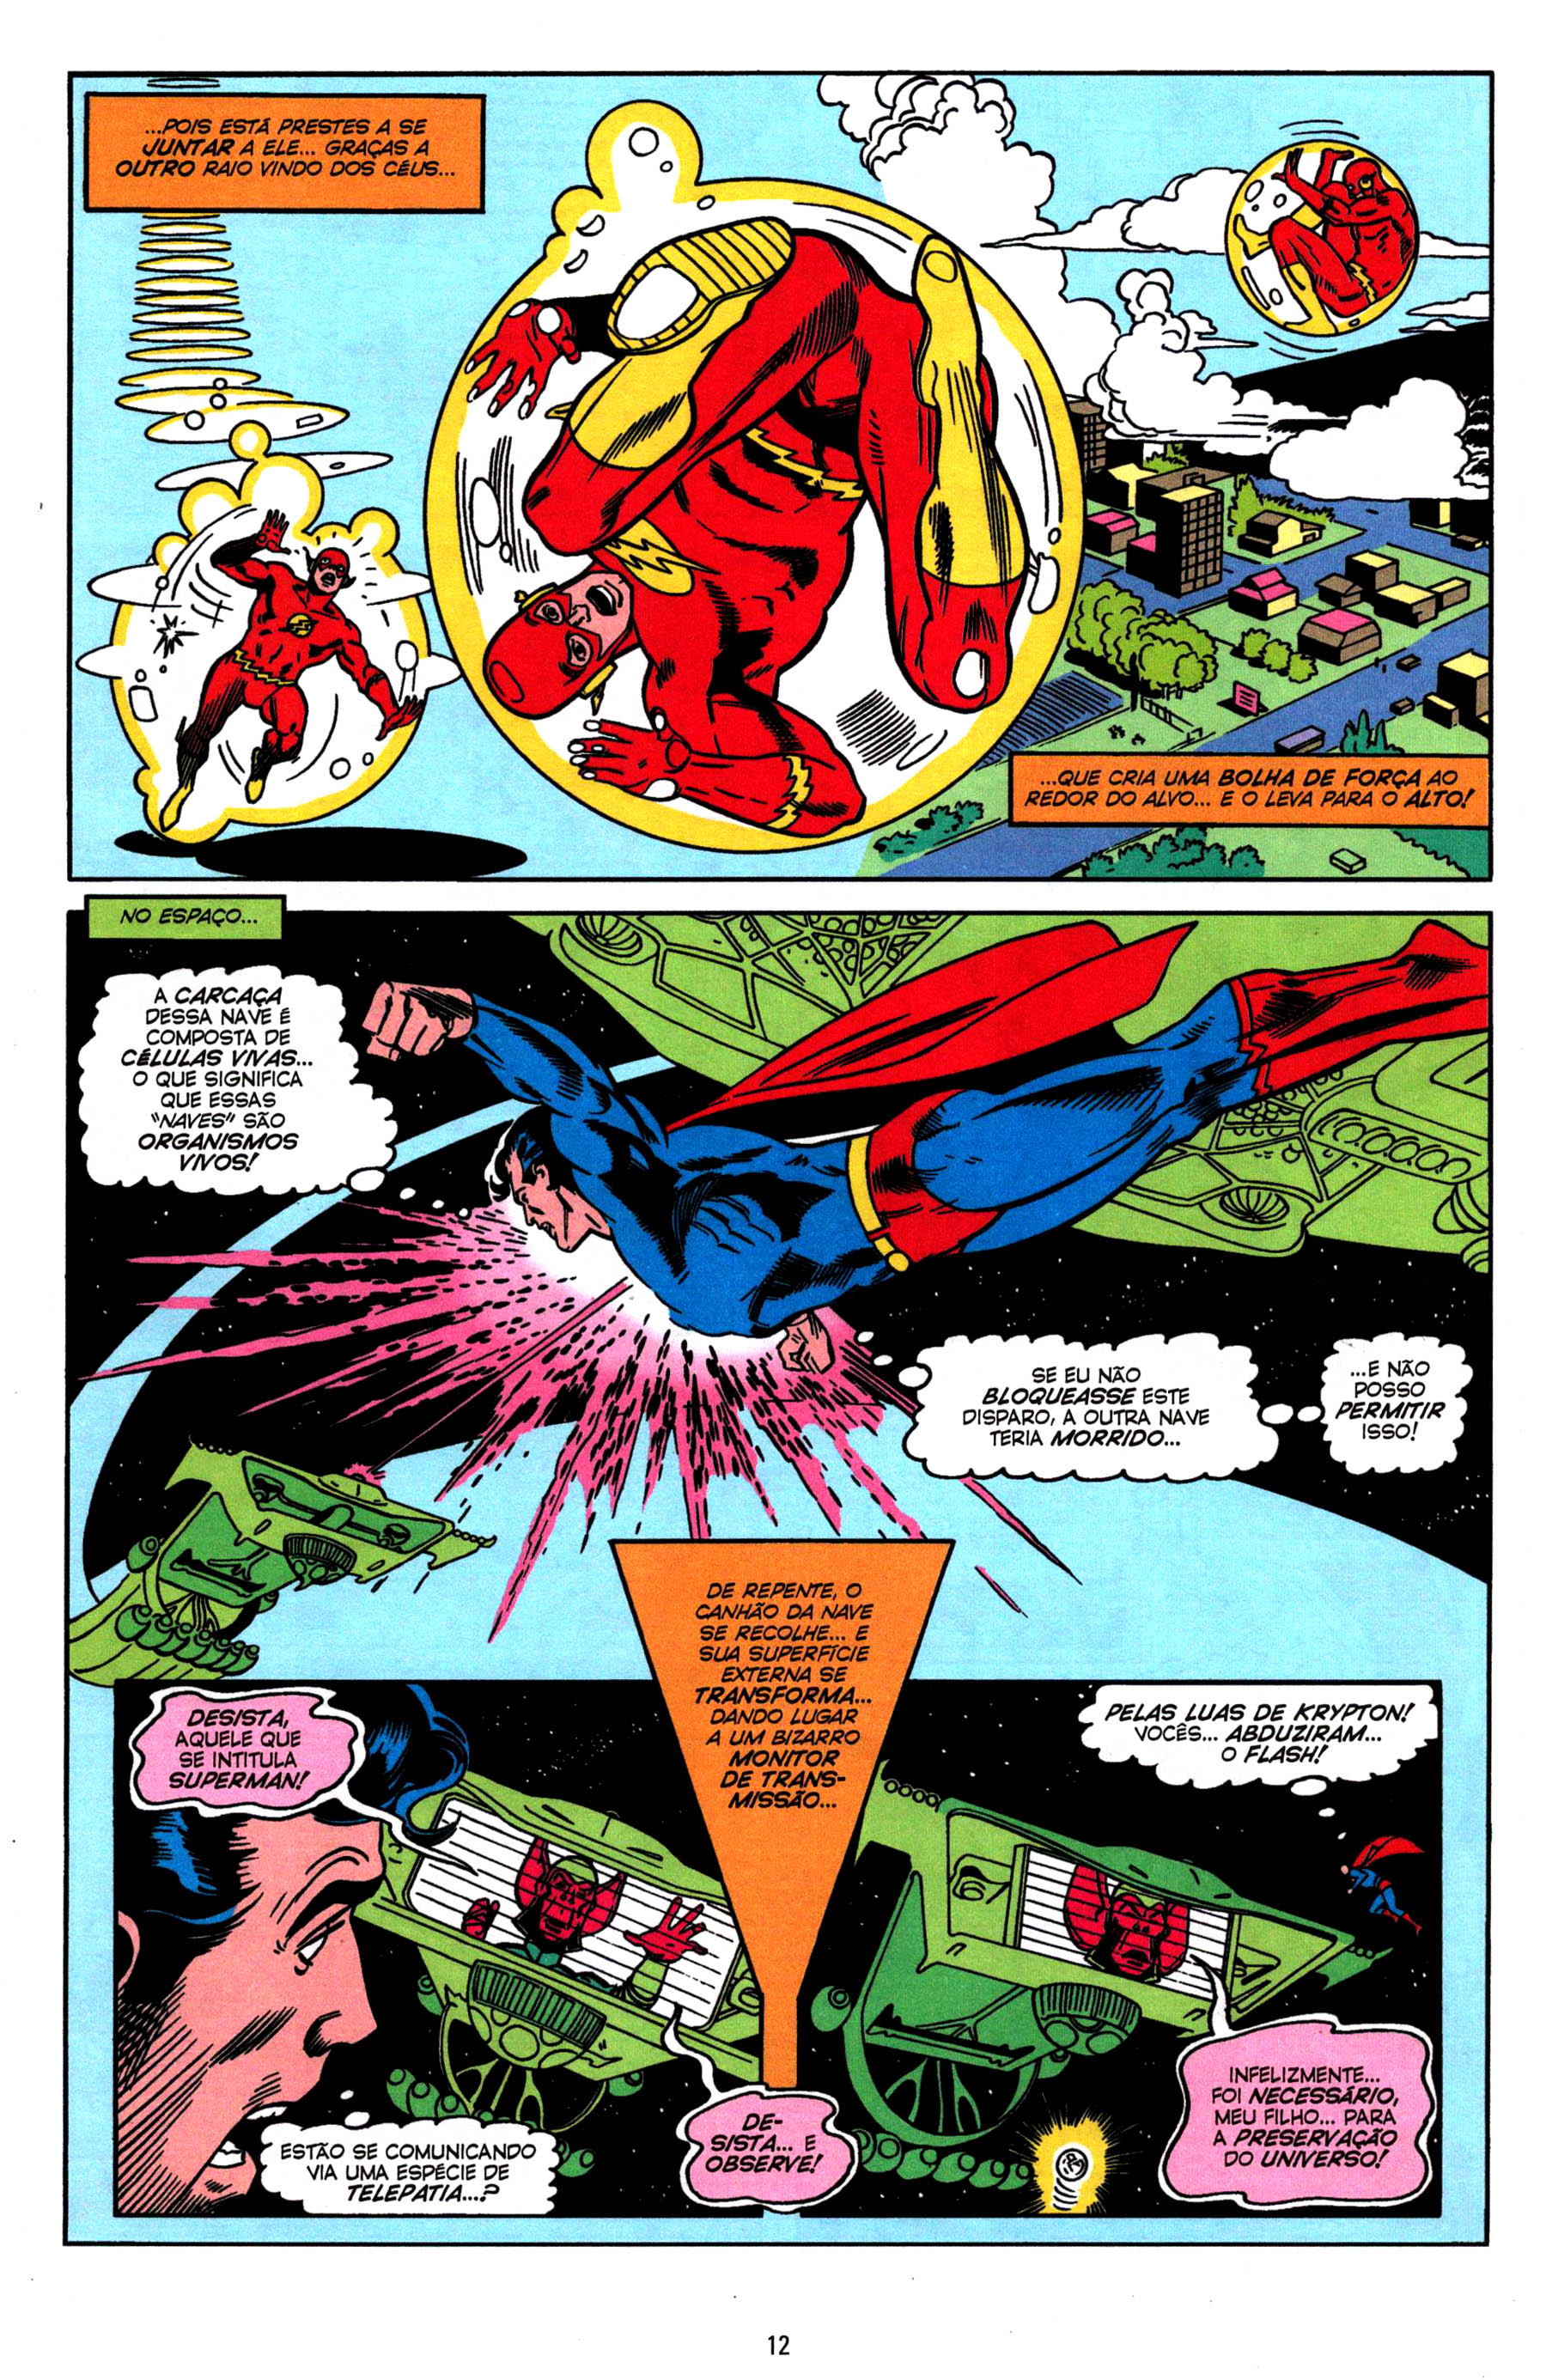 ...POIS ESTÁ PRESTES A SE
JUNTAR A ELE... GRAÇAS A
OUTRO RAIO VINDO DOS CÉUS...
...QUE CRIA UMA BOLHA DE FORÇA AO
REDOR DO ALVO... E O LEVA PARA O ALTO!
NO ESPAÇO...
A CARCAÇA
DESSA NAVE É
COMPOSTA DE
CÉLULAS VIVAS...
O QUE SIGNIFICA
QUE ESSAS
"NAVES" SÃO
ORGANISMOS
VIVOS!
SE EU NÃO
BLOQUEASSE ESTE
DISPARO, A OUTRA NAVE
TERIA MORRIDO...
...E NÃO
POSSO
PERMITIR
ISSO!
DE REPENTE, O
CANHÃO DA NAVE
SE RECOLHE... E
SUA SUPERFÍCIE
EXTERNA SE
TRANSFORMA...
DANDO LUGAR
A UM BIZARRO
MONITOR
DE TRANS-
MISSÃO...
DESISTA,
AQUELE QUE
SE INTITULA
SUPERMAN!
ESTÃO SE COMUNICANDO
VIA UMA ESPÉCIE DE
TELEPATIA...?
DE-
SISTA... E
OBSERVE!
PELAS LUAS DE KRYPTON!
VOCÊS... ABDUZIRAM...
O FLASH!
INFELIZMENTE...
FOI NECESSÁRIO,
MEU FILHO... PARA
A PRESERVAÇÃO
DO UNIVERSO!
12